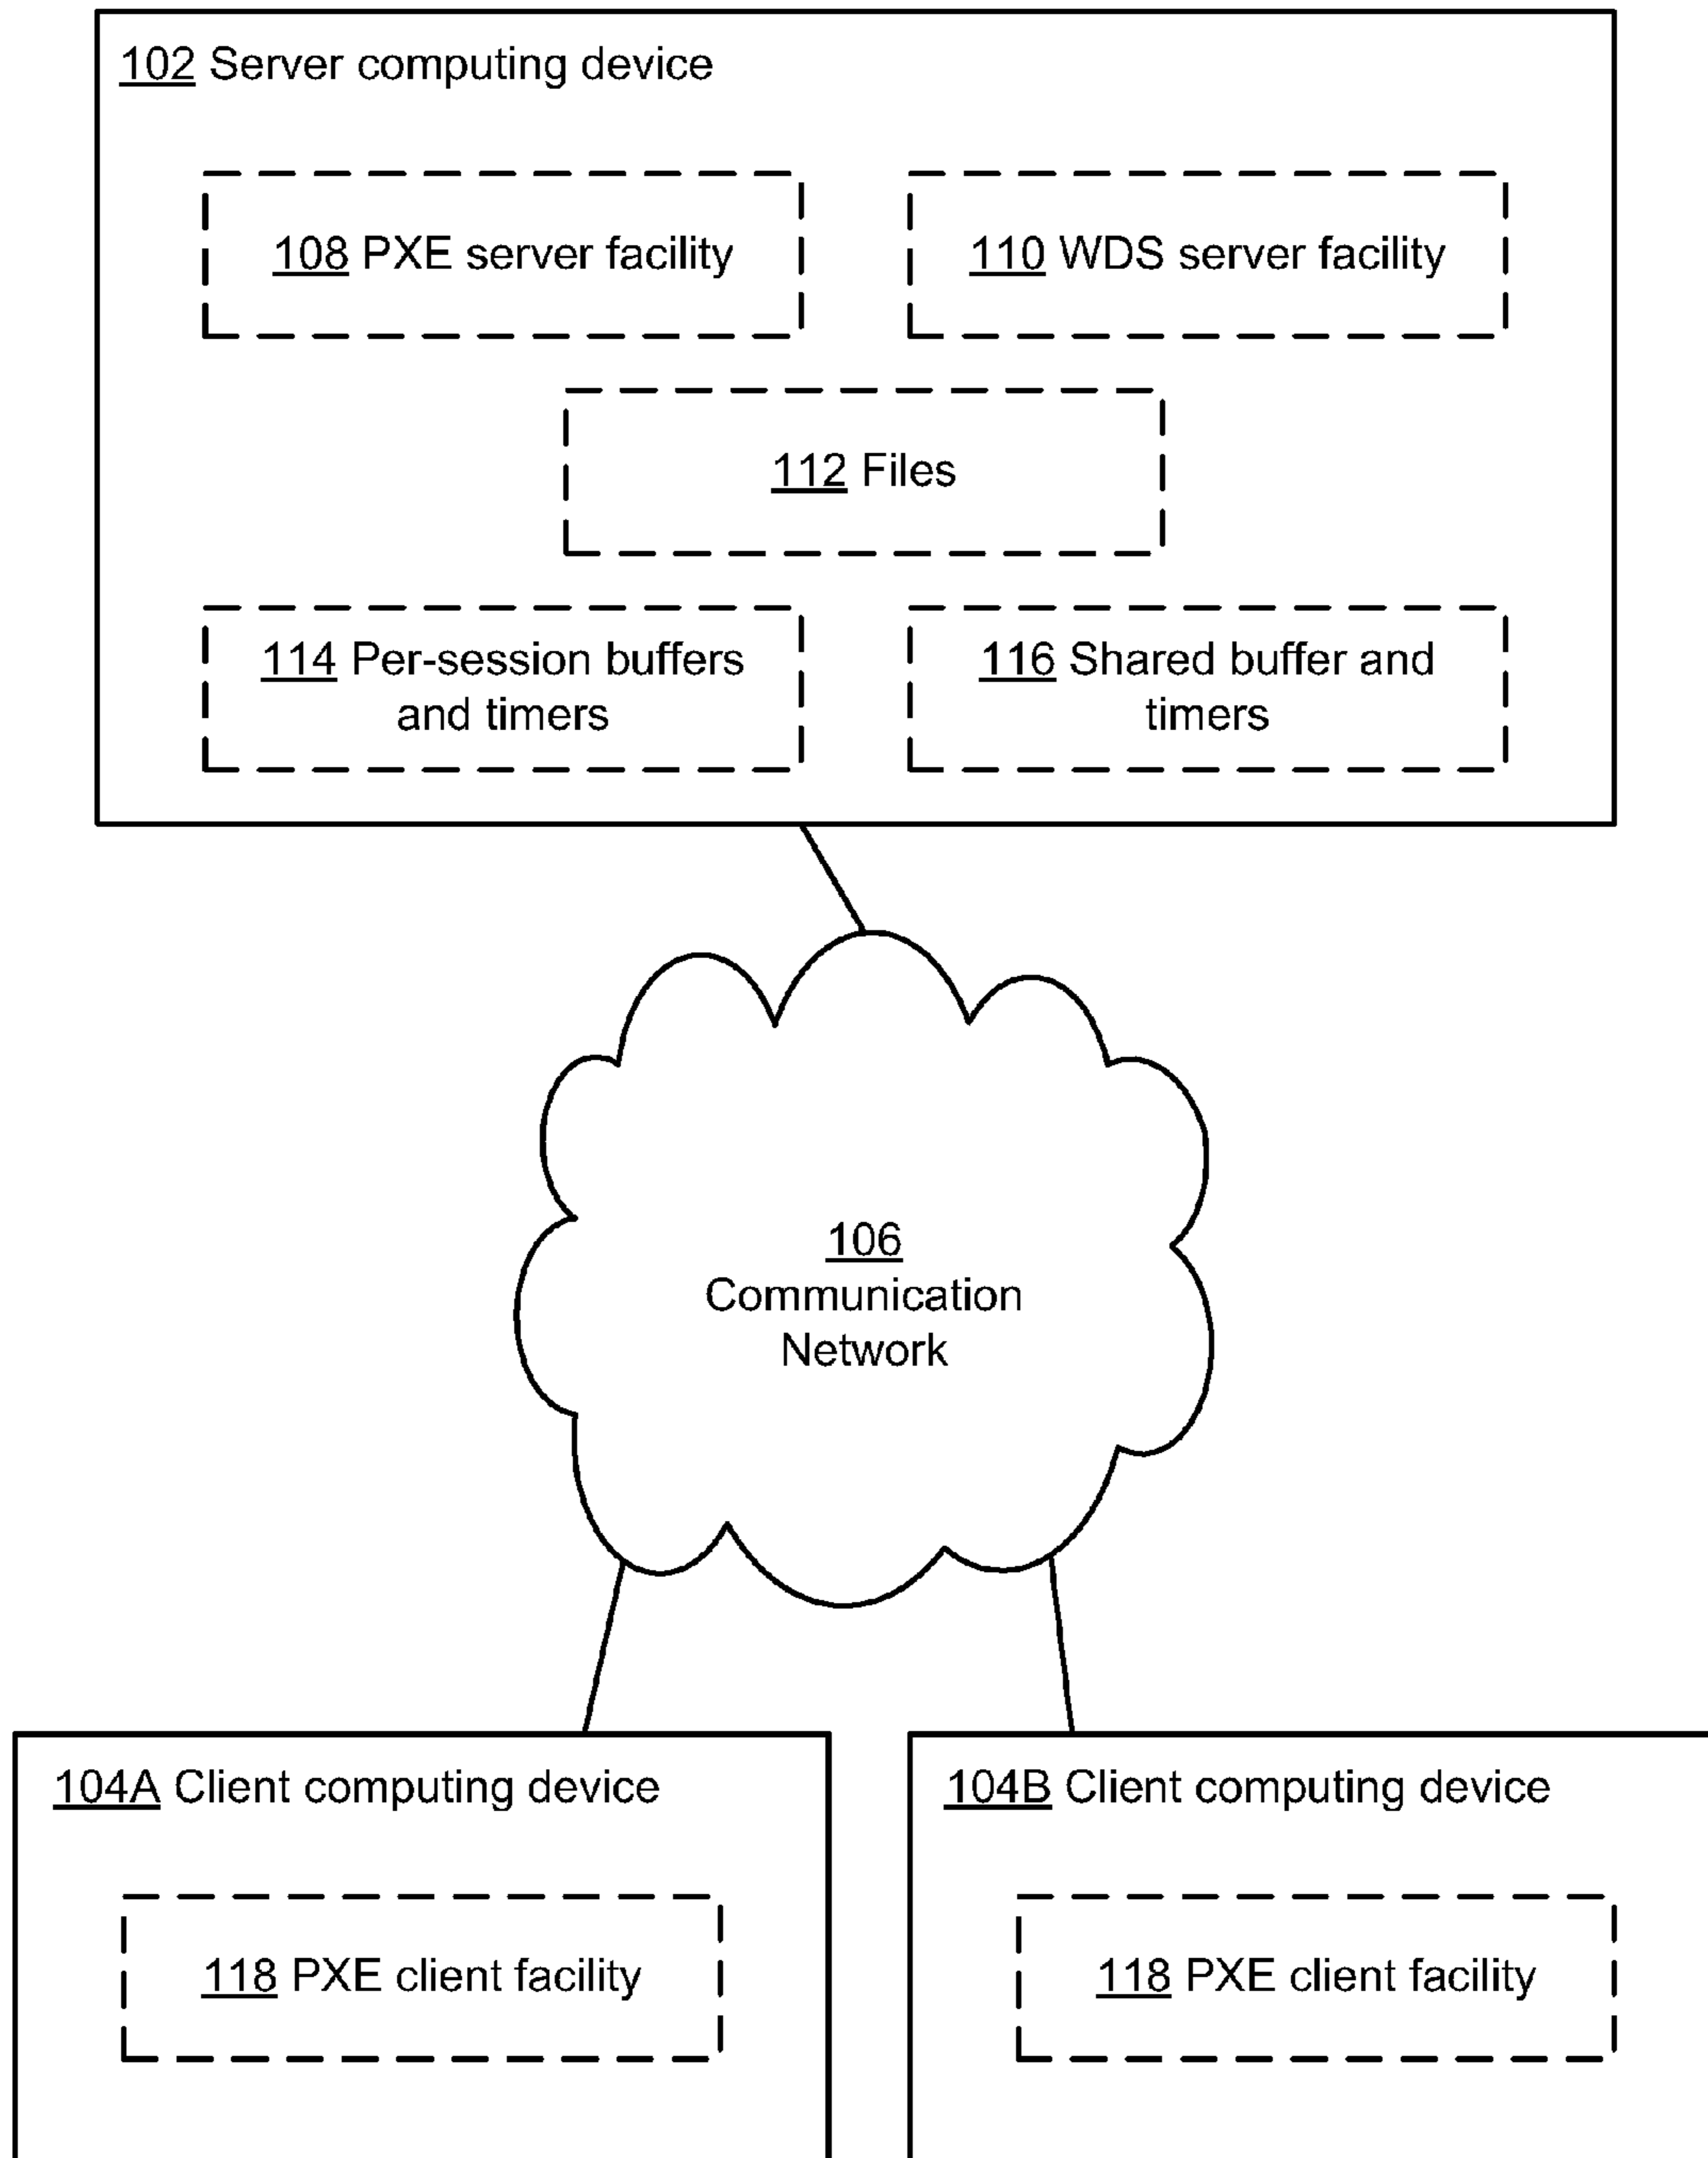 102 Server computing device
108 PXE server facility
110 WDS server facility
112 Files
114 Per-session buffers
and timers
116 Shared buffer and
timers
106
Communication
Network
104A Client computing device
118 PXE client facility
104B Client computing device
118 PXE client facility